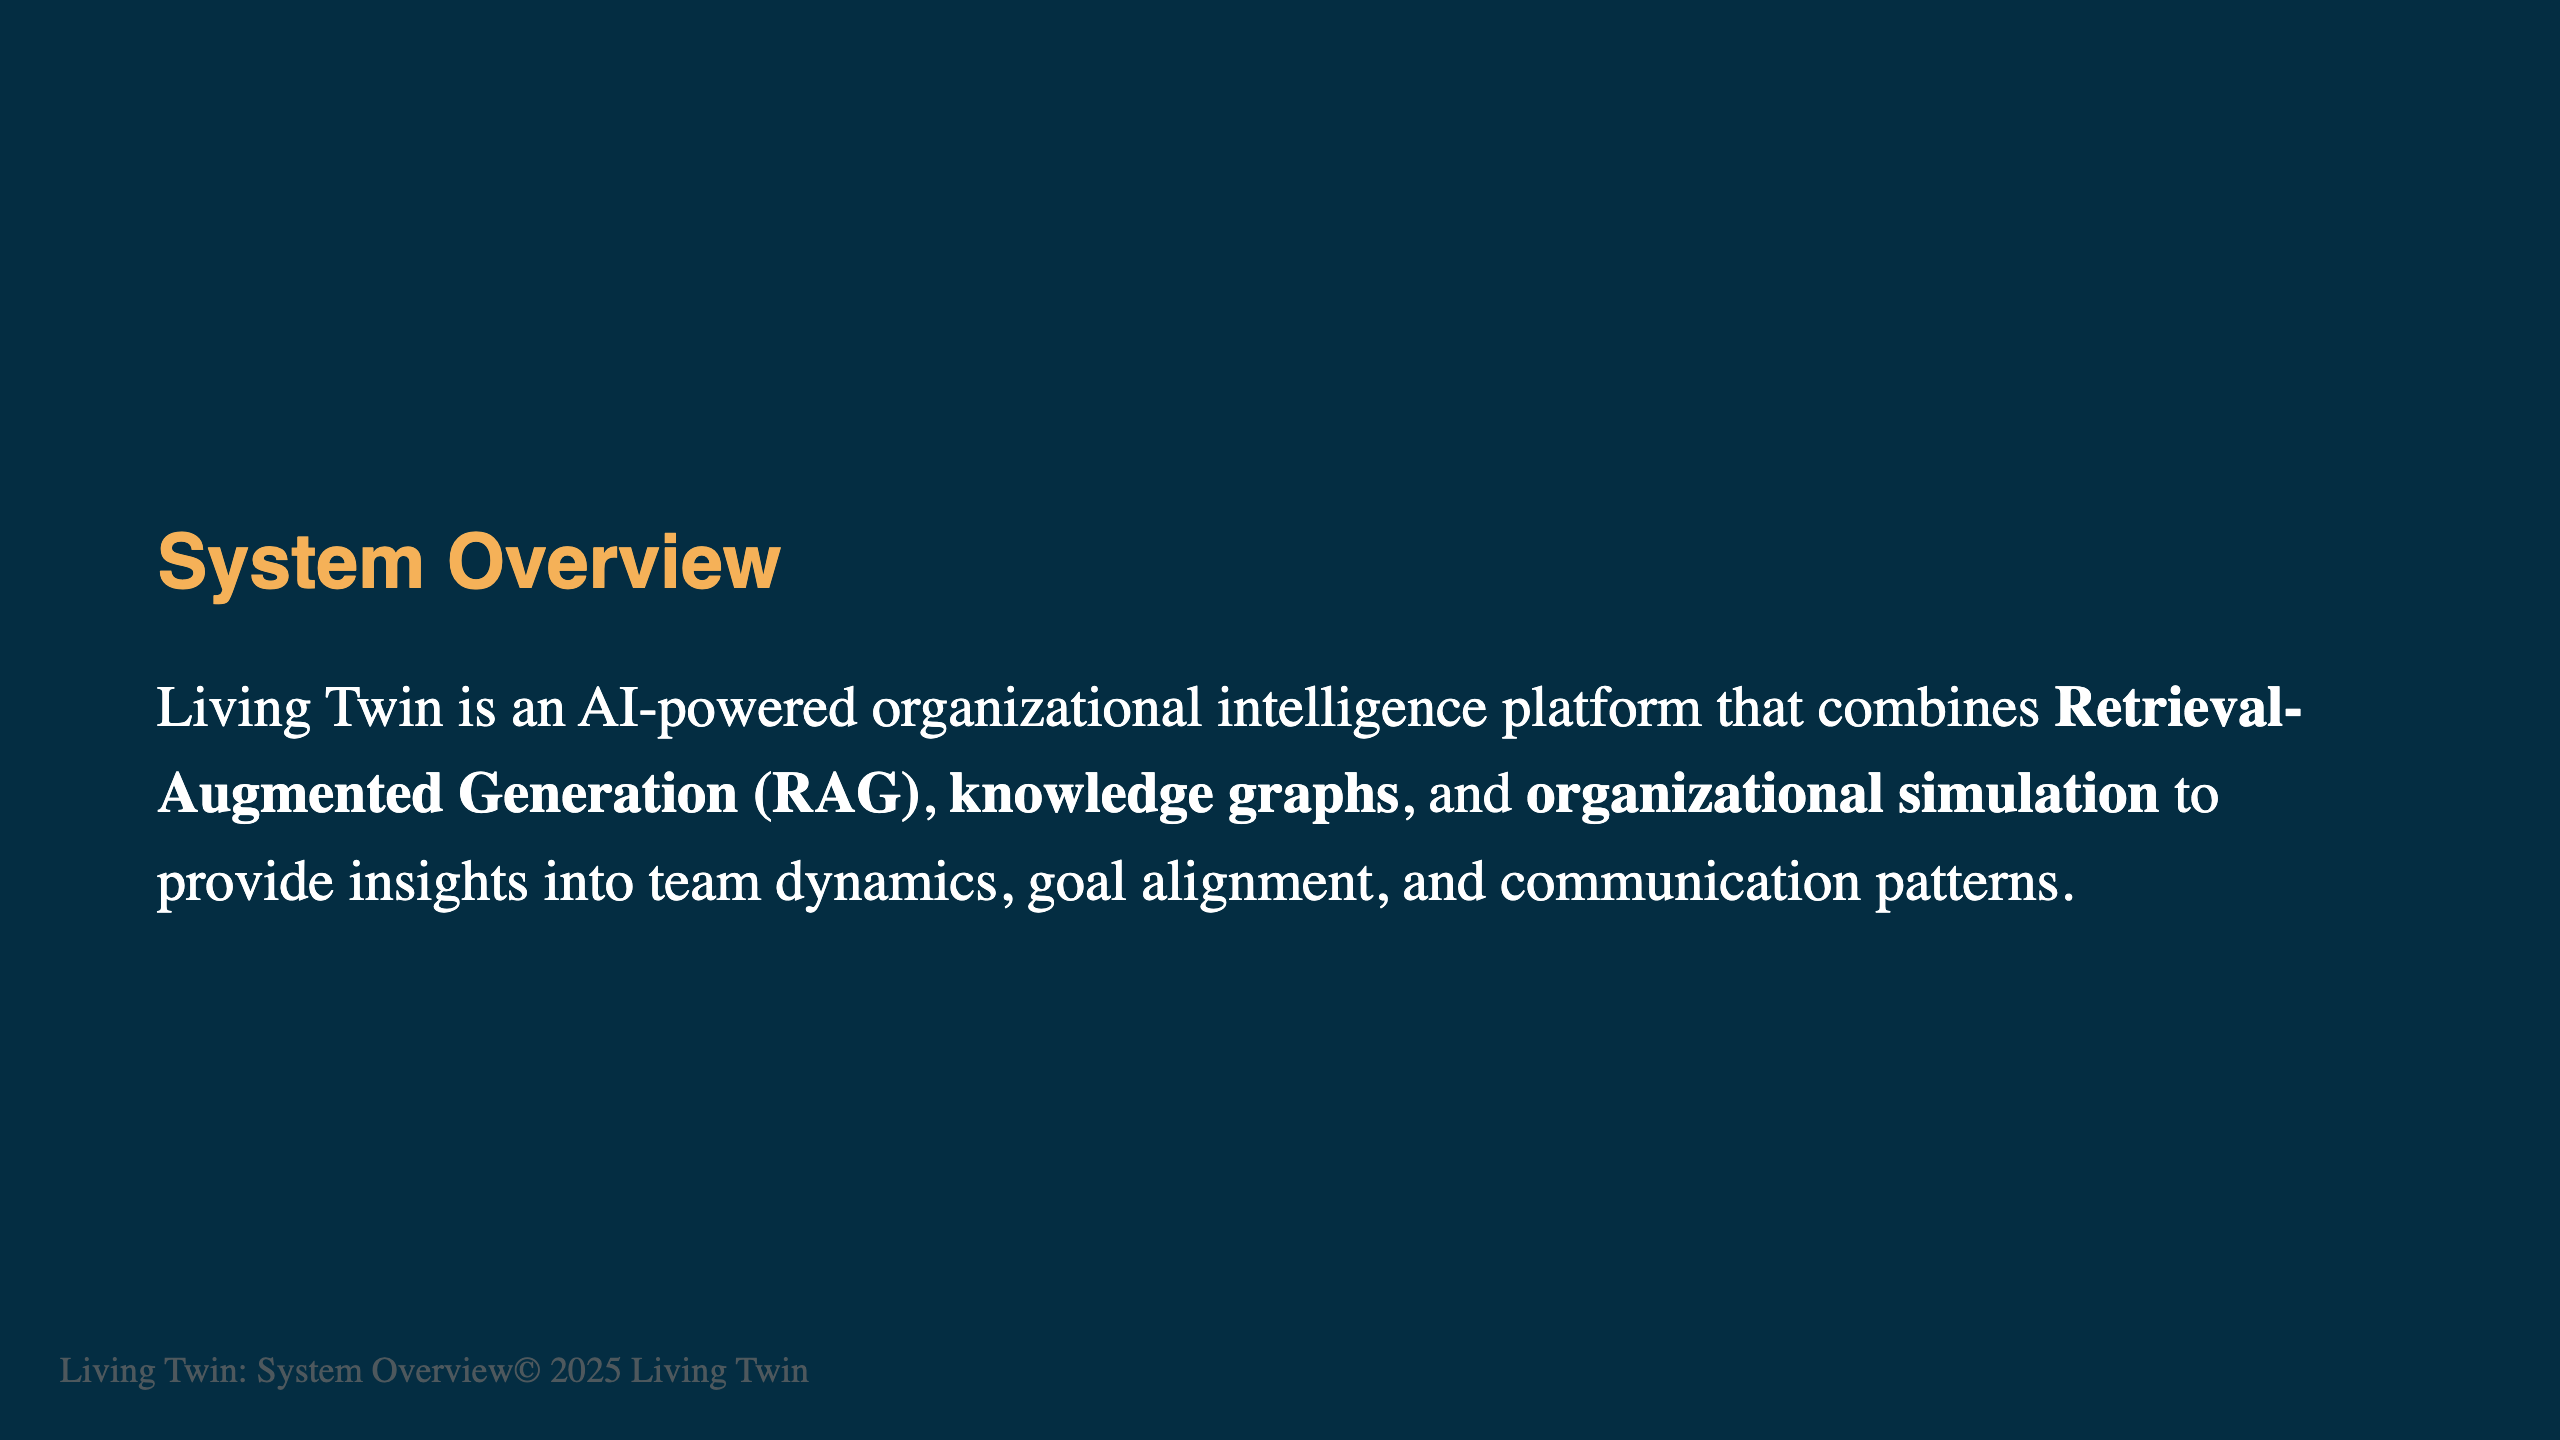 System Overview
Living Twin is an AI-powered organizational intelligence platform that combines Retrieval-
Augmented Generation (RAG), knowledge graphs, and organizational simulation to
provide insights into team dynamics, goal alignment, and communication patterns.
Living Twin: System Overview© 2025 Living Twin